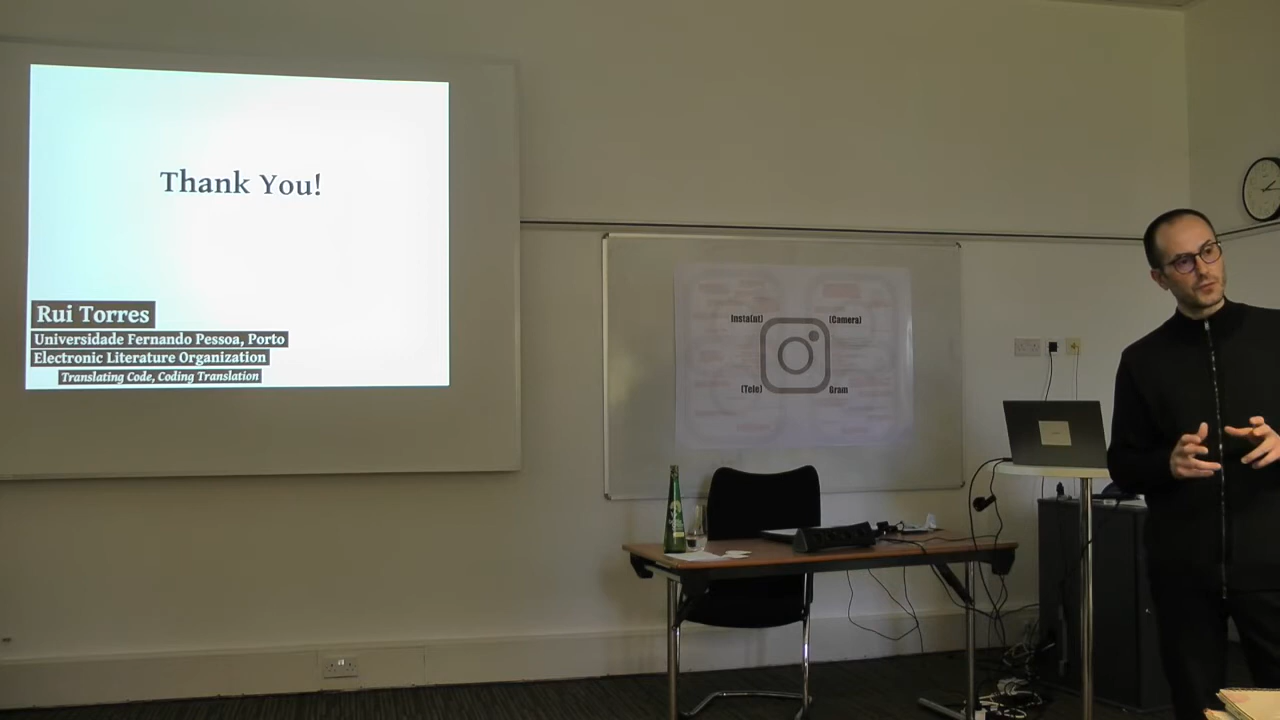 Thank You!
Rui Torres
Universidade Fernando Pessoa, Porto
Electronic Literature Organization
Translating Code, Coding Translation
Insta(nt)
(Camera)
(Tele)
Gram